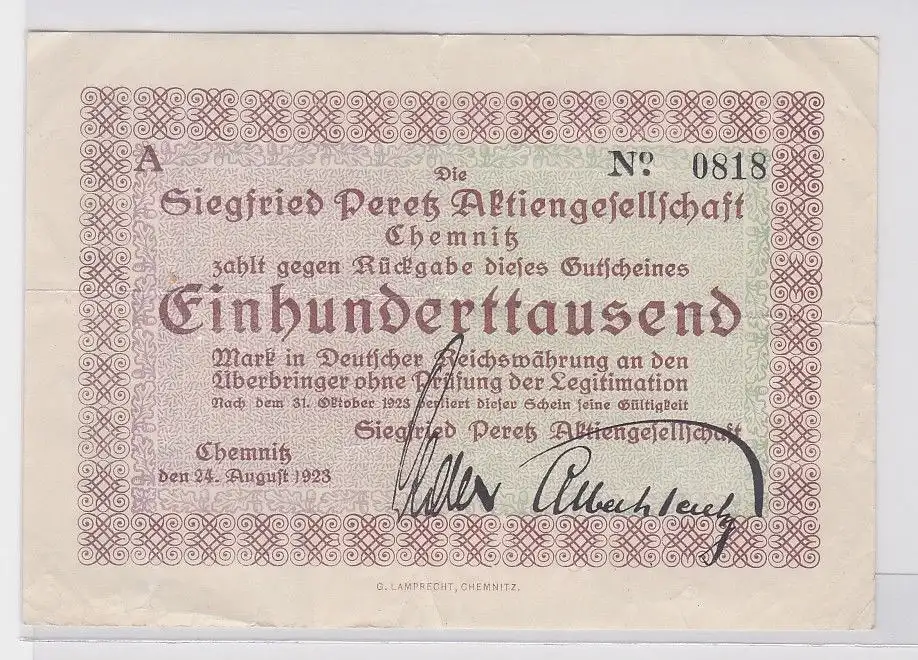 A
Nº 0818
Die
Siegfried Peretz Aktiengesellschaft
Chemnitz
zahlt gegen Rückgabe dieses Gutscheines
Einhunderttausend
Mark in Deutscher Reichswährung an den
Überbringer ohne Prüfung der Legitimation
Nach dem 31. Oktober 1923 verliert dieser Schein seine Gültigkeit
Siegfried Peretz Aktiengesellschaft
Chemnitz
den 24. August 1923
G. LAMPRECHT, CHEMNITZ.